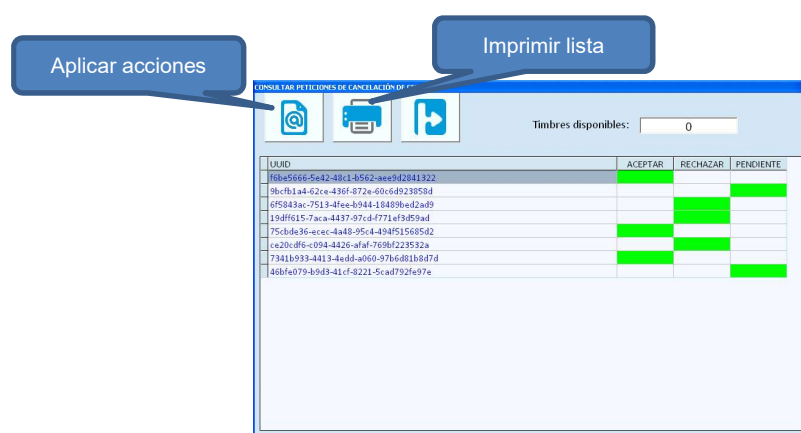 Imprimir lista
Aplicar acciones
CONSULTAR PETICIONES DE CANCELACIÓN DE
Timbres disponibles: 0
UUID ACEPTAR RECHAZAR PENDIENTE
f6be5666-5e42-48c1-b562-aee9d2841322
9bcfb1a4-62ce-436f-872e-60c6d923858d
6f5843ac-7513-4fee-b944-18489bed2ad9
19dff615-7aca-4437-97cd-f771ef3d59ad
75cbde36-ecec-4a48-95c4-494f515685d2
ce20cdf6-c094-4426-afaf-769bf223532a
7341b933-4413-4edd-a060-97b6d81b8d7d
46bfe079-b9d3-41cf-8221-5cad792fe97e